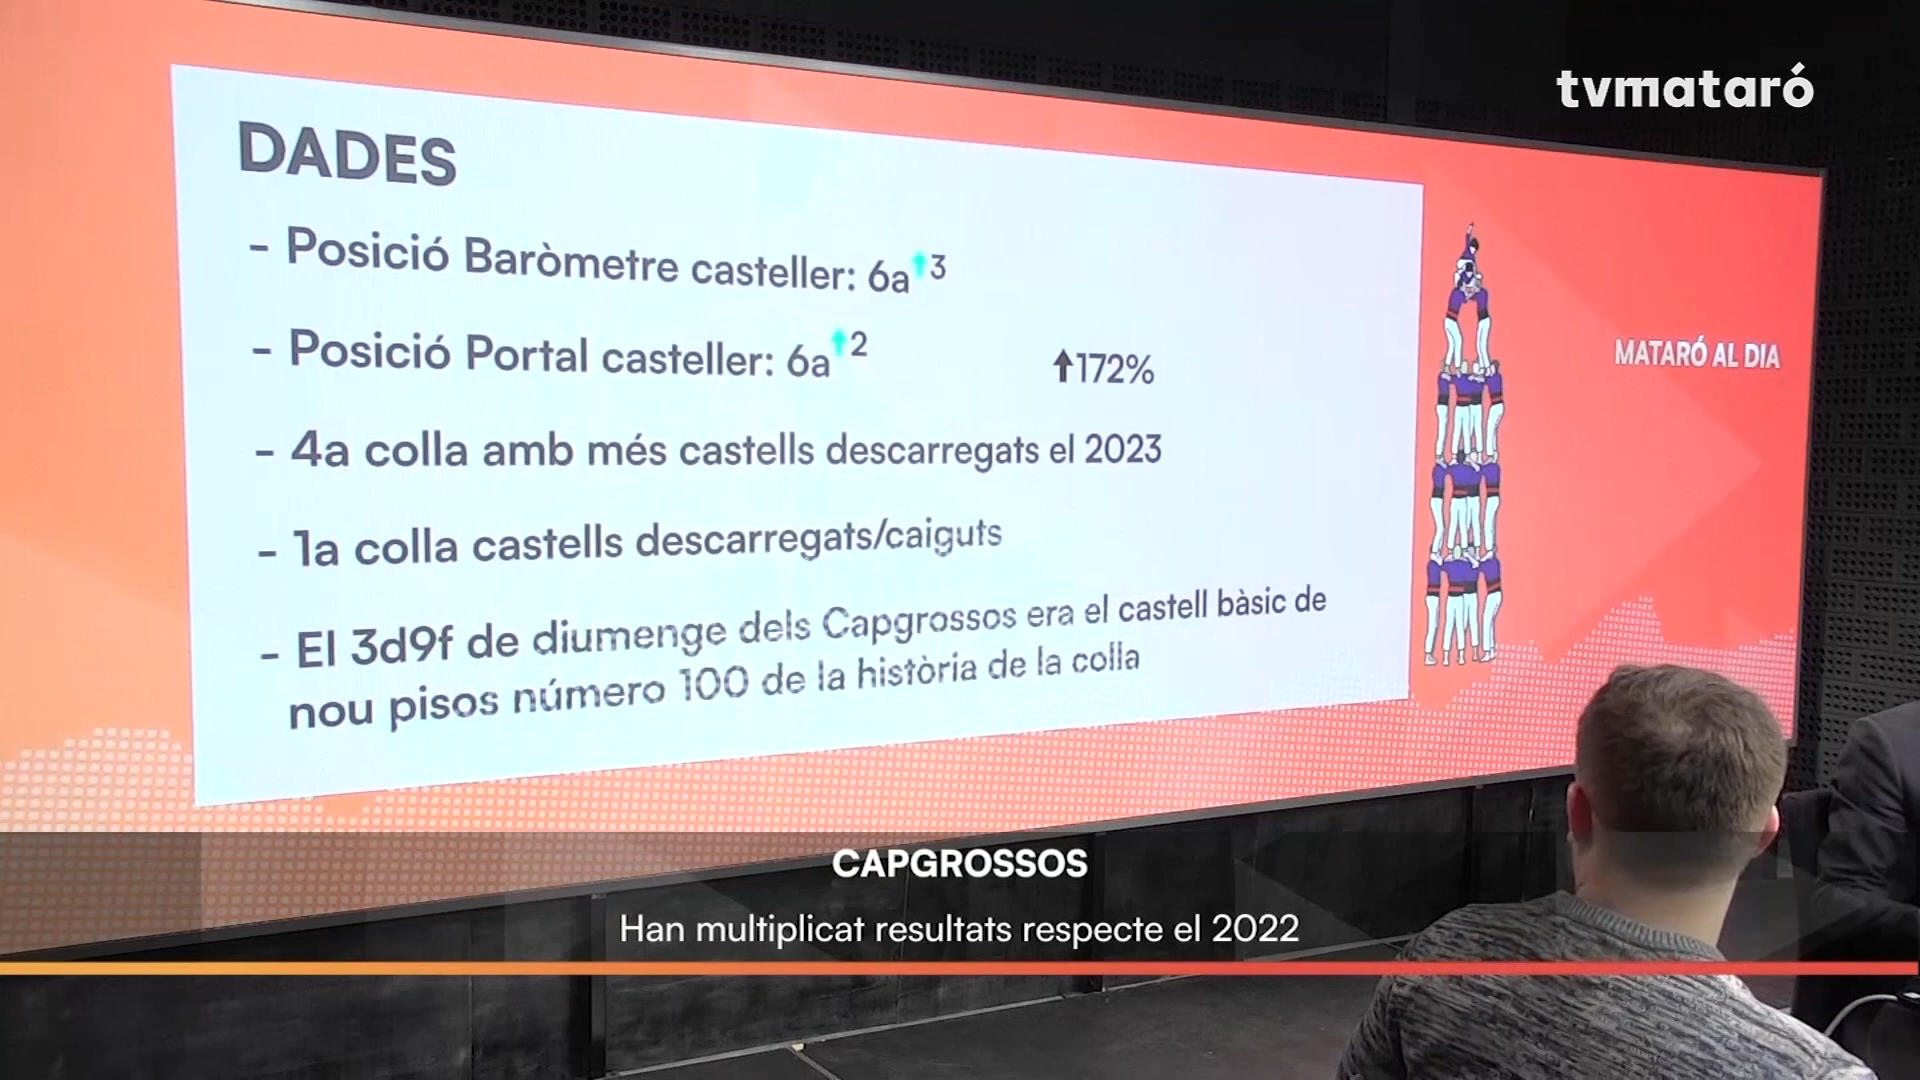 tvmataró
DADES
- Posició Baròmetre casteller: 6a ↑3
- Posició Portal casteller: 6a ↑2
↑172%
MATARÓ AL DIA
- 4a colla amb més castells descarregats el 2023
- 1a colla castells descarregats/caiguts
- El 3d9f de diumenge dels Capgrossos era el castell bàsic de
nou pisos número 100 de la història de la colla
CAPGROSSOS
Han multiplicat resultats respecte el 2022